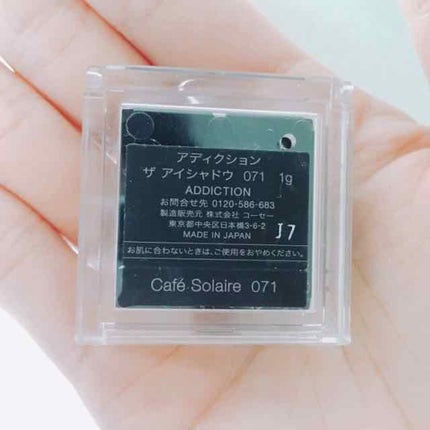 アディクション
ザ アイシャドウ 071 1g
ADDICTION
お問合せ先 0120-586-683
製造販売元 株式会社 コーセー
東京都中央区日本橋3-6-2
MADE IN JAPAN
J7
お肌に合わないときは、ご使用をおやめください。
Café Solaire 071